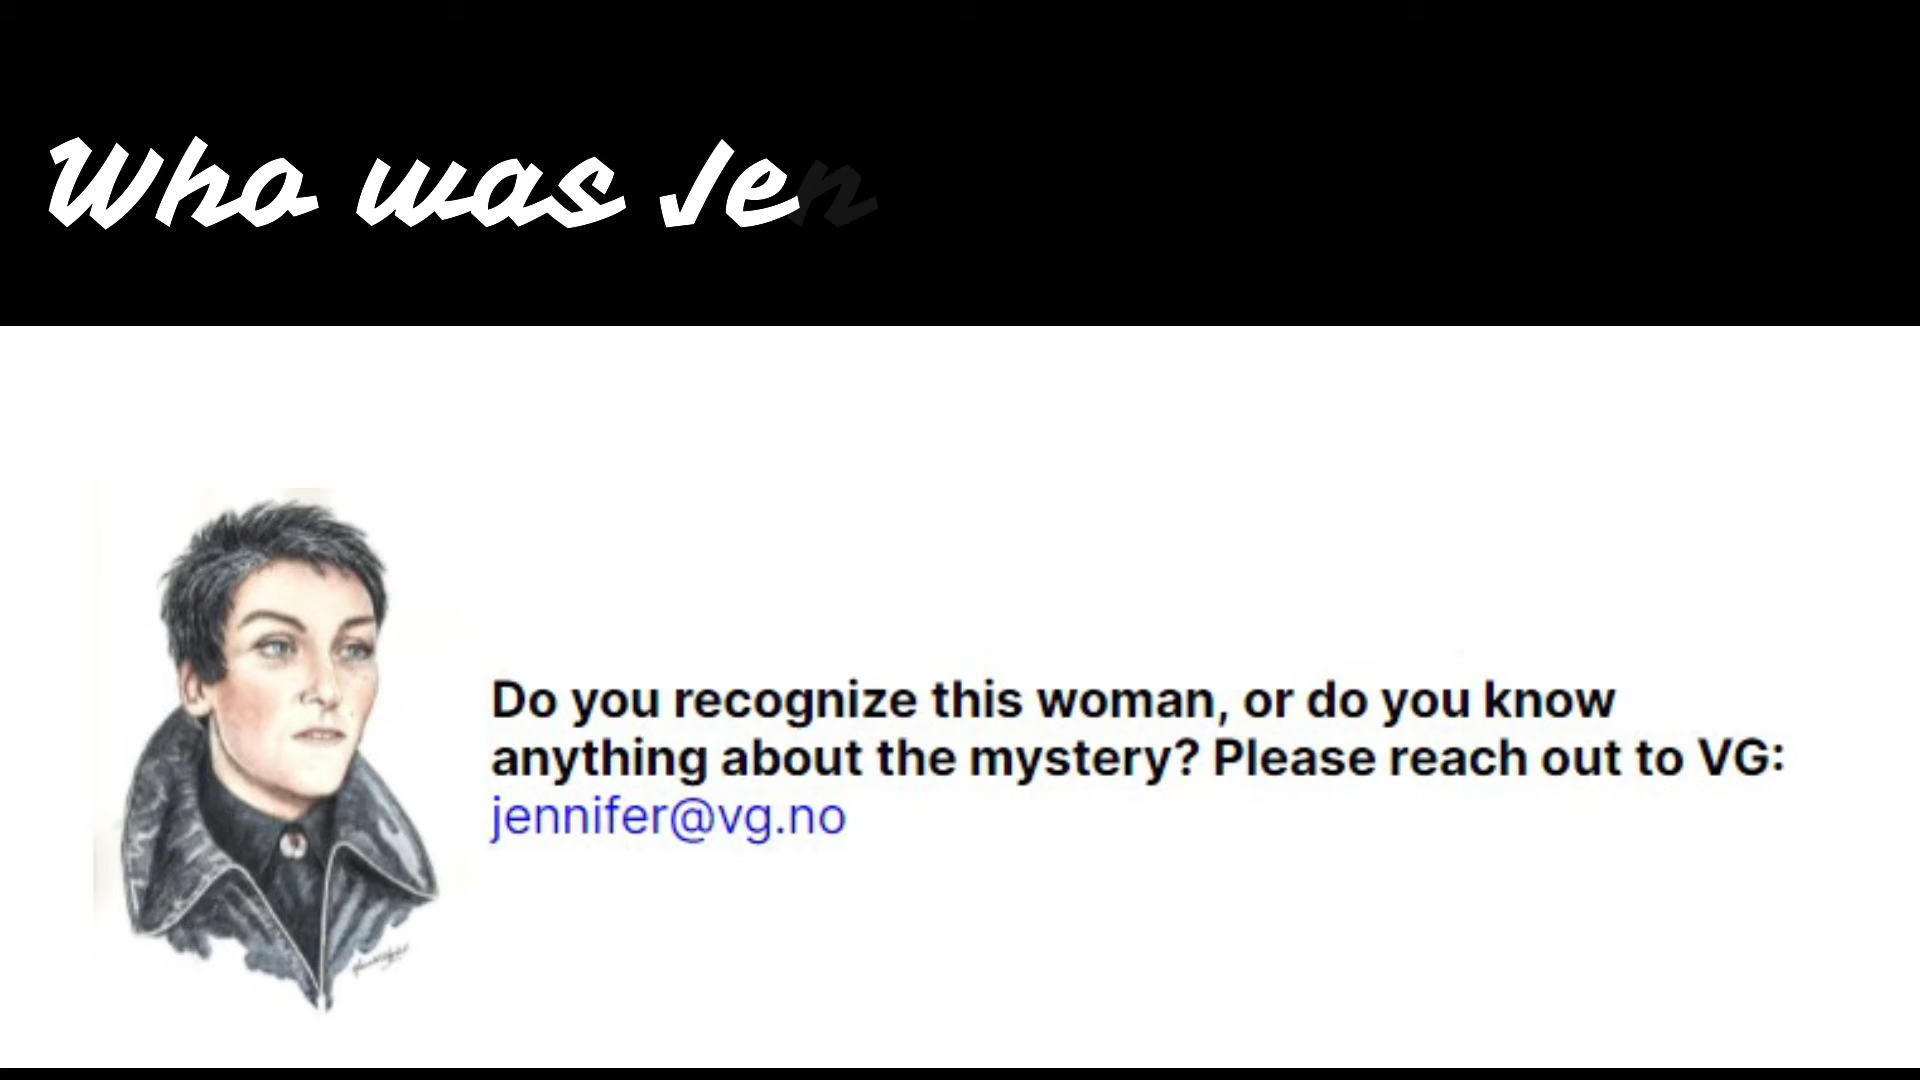 Who was Jen
Do you recognize this woman, or do you know
anything about the mystery? Please reach out to VG:
jennifer@vg.no